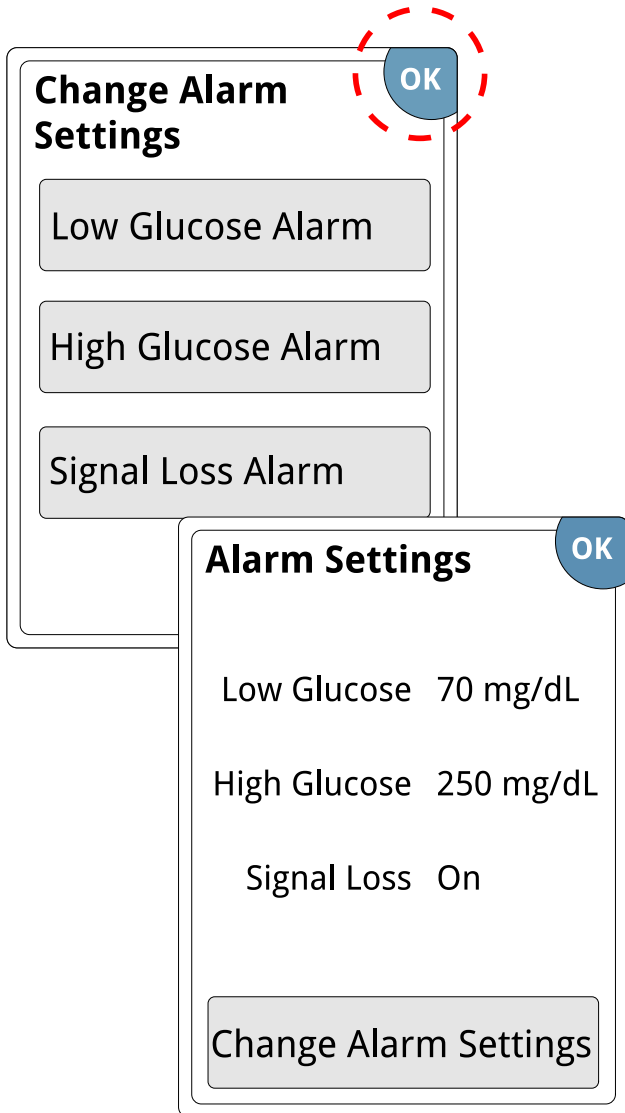 OK
Change Alarm
Settings
Low Glucose Alarm
High Glucose Alarm
Signal Loss Alarm
OK
Alarm Settings
Low Glucose 70 mg/dL
High Glucose 250 mg/dL
Signal Loss On
Change Alarm Settings